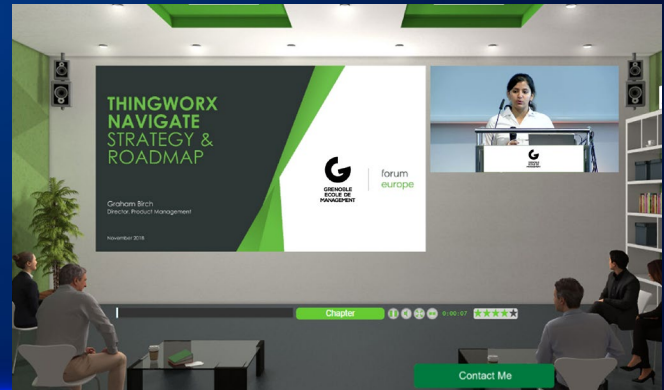 THINGWORX
NAVIGATE
STRATEGY &
ROADMAP
Graham Birch
Director, Product Management
November 2018
GRENOBLE
ECOLE DE
MANAGEMENT
forum
europe
Chapter
0:00:07
Contact Me